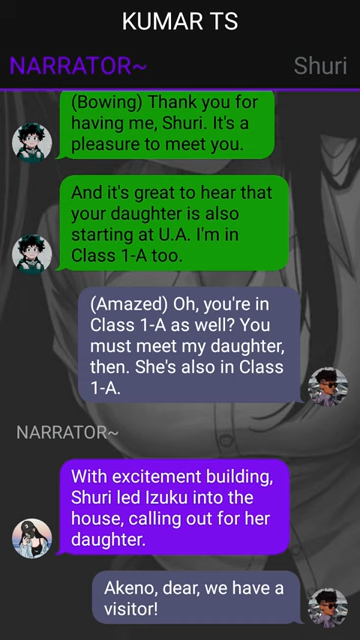 KUMAR TS
NARRATOR~ Shuri
(Bowing) Thank you for
having me, Shuri. It's a
pleasure to meet you.
And it's great to hear that
your daughter is also
starting at U.A. I'm in
Class 1-A too.
(Amazed) Oh, you're in
Class 1-A as well? You
must meet my daughter,
then. She's also in Class
1-A.
NARRATOR~
With excitement building,
Shuri led Izuku into the
house, calling out for her
daughter.
Akeno, dear, we have a
visitor!